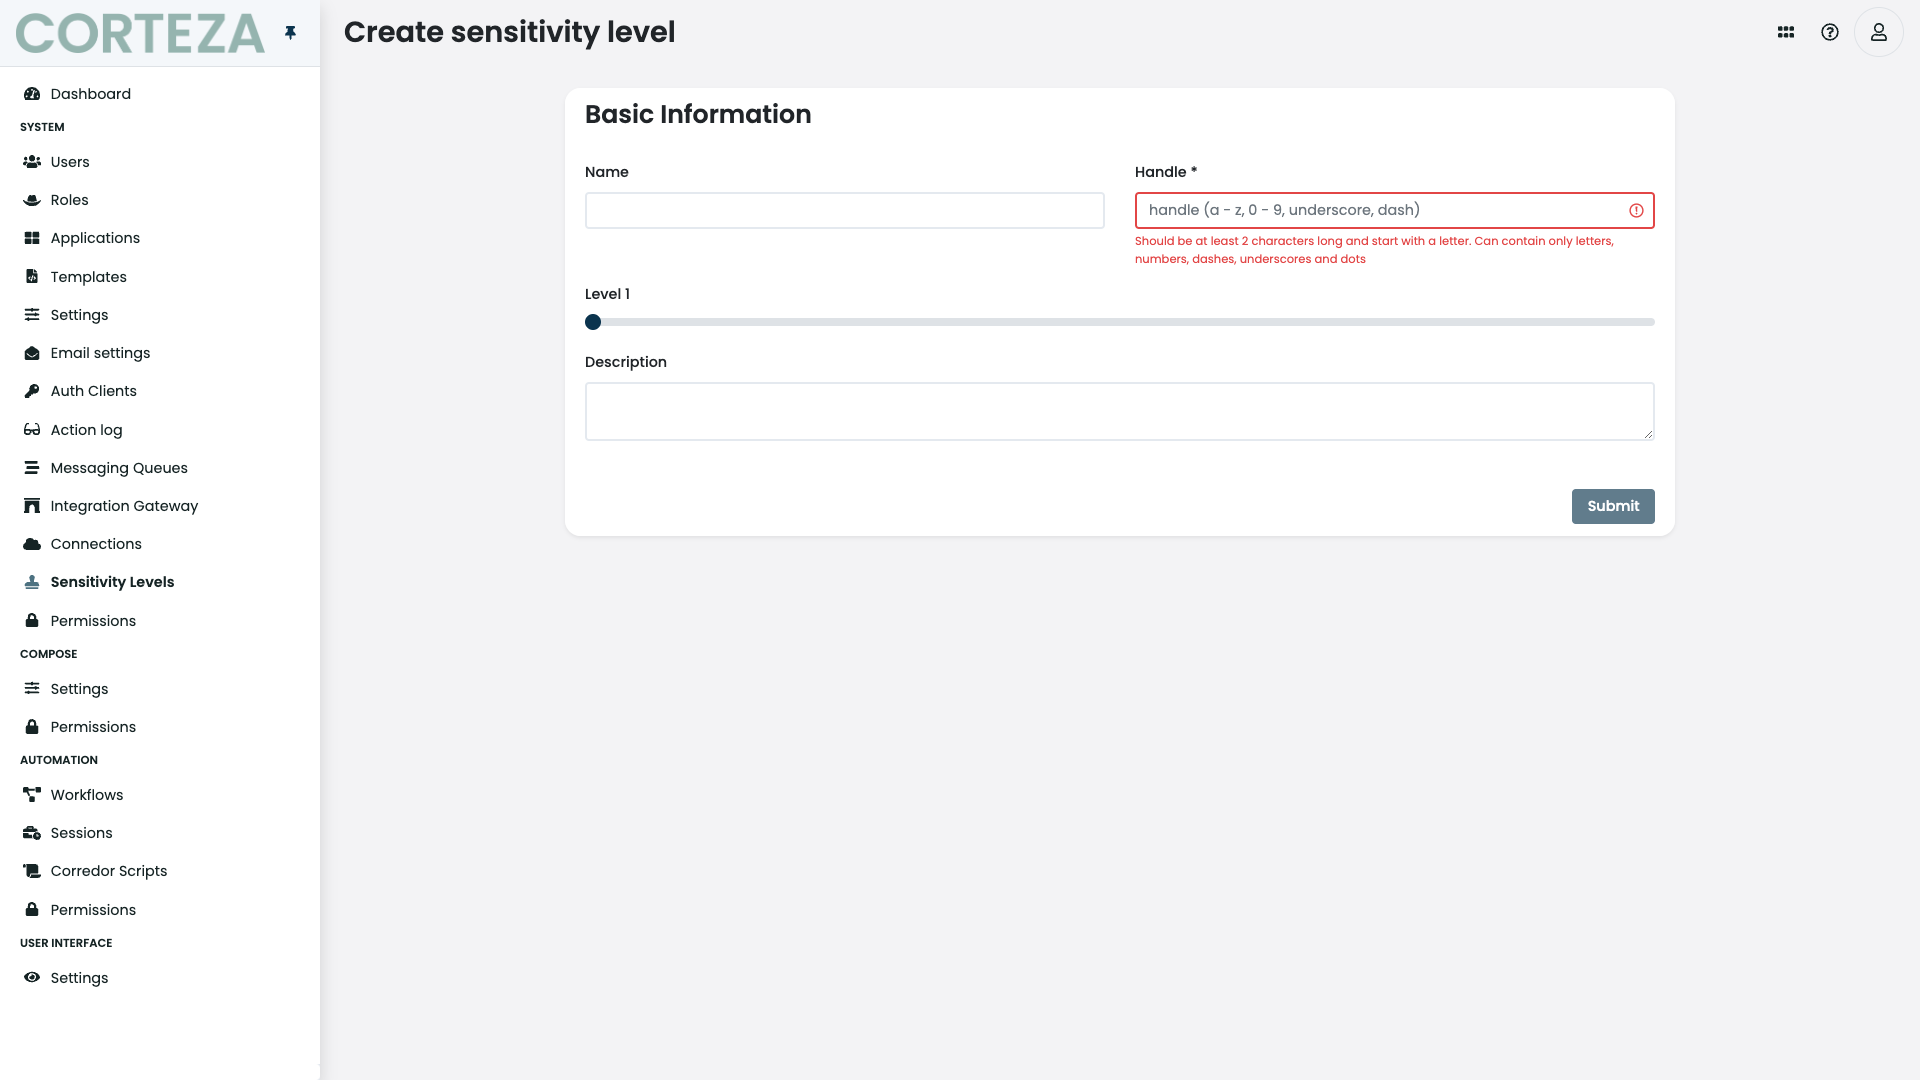 CORTEZA
Dashboard
SYSTEM
Users
Roles
Applications
Templates
Settings
Email settings
Auth Clients
Action log
Messaging Queues
Integration Gateway
Connections
Sensitivity Levels
Permissions
COMPOSE
Settings
Permissions
AUTOMATION
Workflows
Sessions
Corredor Scripts
Permissions
USER INTERFACE
Settings
Create sensitivity level
Basic Information
Name
Handle *
handle (a - z, 0 - 9, underscore, dash)
Should be at least 2 characters long and start with a letter. Can contain only letters,
numbers, dashes, underscores and dots
Level 1
Description
Submit